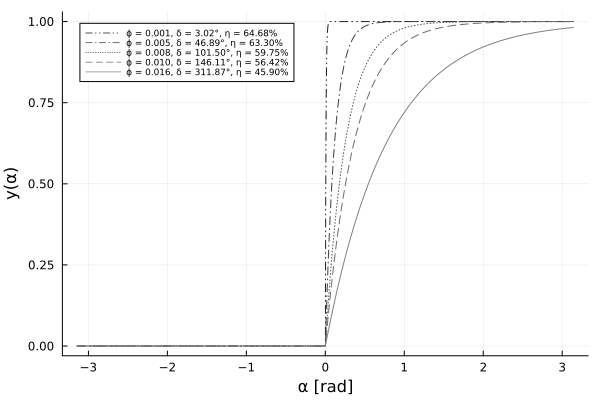 1.00
ϕ = 0.001, δ = 3.02°, η = 64.68%
ϕ = 0.005, δ = 46.89°, η = 63.30%
ϕ = 0.008, δ = 101.50°, η = 59.75%
ϕ = 0.010, δ = 146.11°, η = 56.42%
ϕ = 0.016, δ = 311.87°, η = 45.90%
0.75
y(α)
0.50
0.25
0.00
−3 −2 −1 0 1 2 3
α [rad]